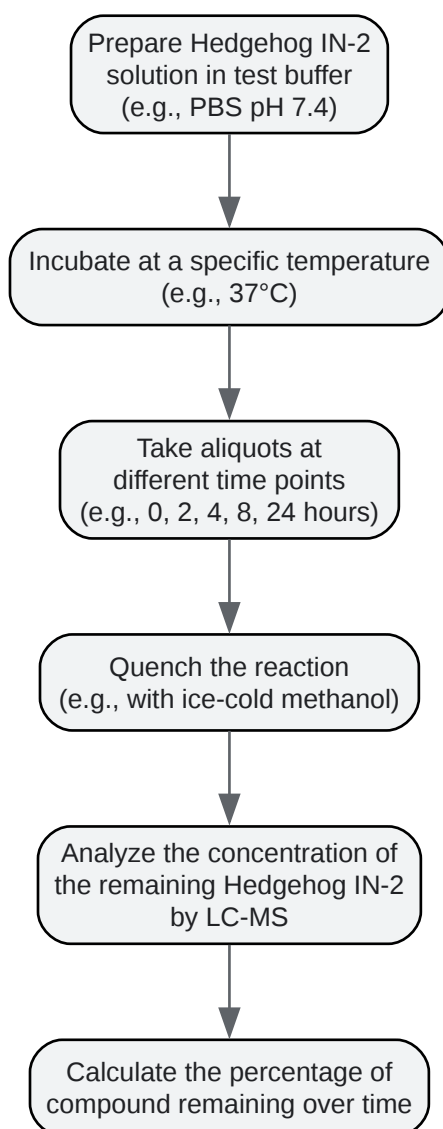 Prepare Hedgehog IN-2
solution in test buffer
(e.g., PBS pH 7.4)
Incubate at a specific temperature
(e.g., 37°C)
Take aliquots at
different time points
(e.g., 0, 2, 4, 8, 24 hours)
Quench the reaction
(e.g., with ice-cold methanol)
Analyze the concentration of
the remaining Hedgehog IN-2
by LC-MS
Calculate the percentage of
compound remaining over time